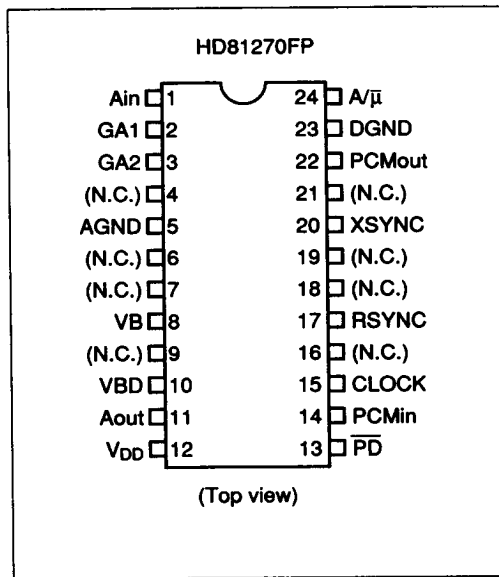 HD81270FP
Ain 1 24 A/μ̅
GA1 2 23 DGND
GA2 3 22 PCMout
(N.C.) 4 21 (N.C.)
AGND 5 20 XSYNC
(N.C.) 6 19 (N.C.)
(N.C.) 7 18 (N.C.)
VB 8 17 RSYNC
(N.C.) 9 16 (N.C.)
VBD 10 15 CLOCK
Aout 11 14 PCMin
VDD 12 13 P̅D̅
(Top view)